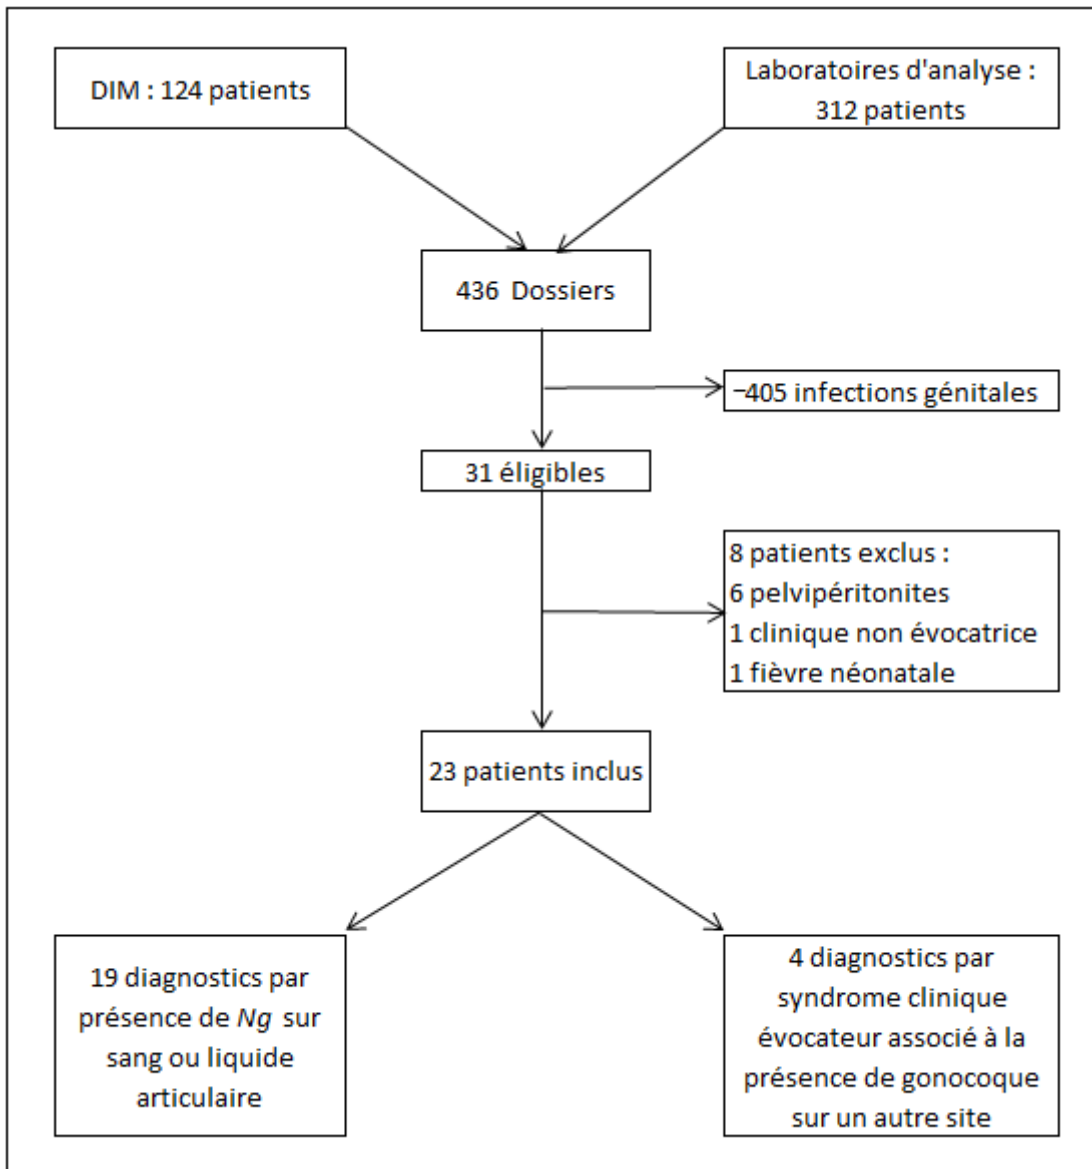 DIM : 124 patients
Laboratoires d'analyse :
312 patients
436 Dossiers
–405 infections génitales
31 éligibles
8 patients exclus :
6 pelvipéritonites
1 clinique non évocatrice
1 fièvre néonatale
23 patients inclus
19 diagnostics par
présence de Ng sur
sang ou liquide
articulaire
4 diagnostics par
syndrome clinique
évocateur associé à la
présence de gonocoque
sur un autre site